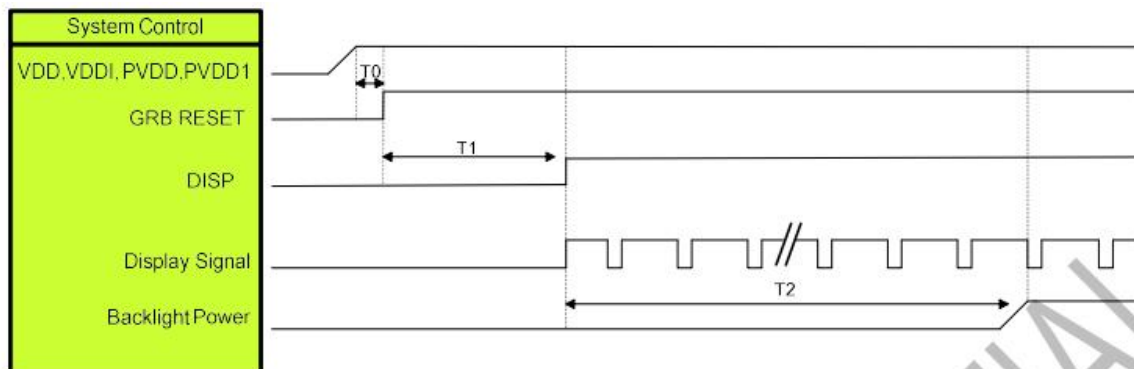 System Control
VDD,VDDI,PVDD,PVDD1
T0
GRB RESET
T1
DISP
Display Signal
T2
Backlight Power